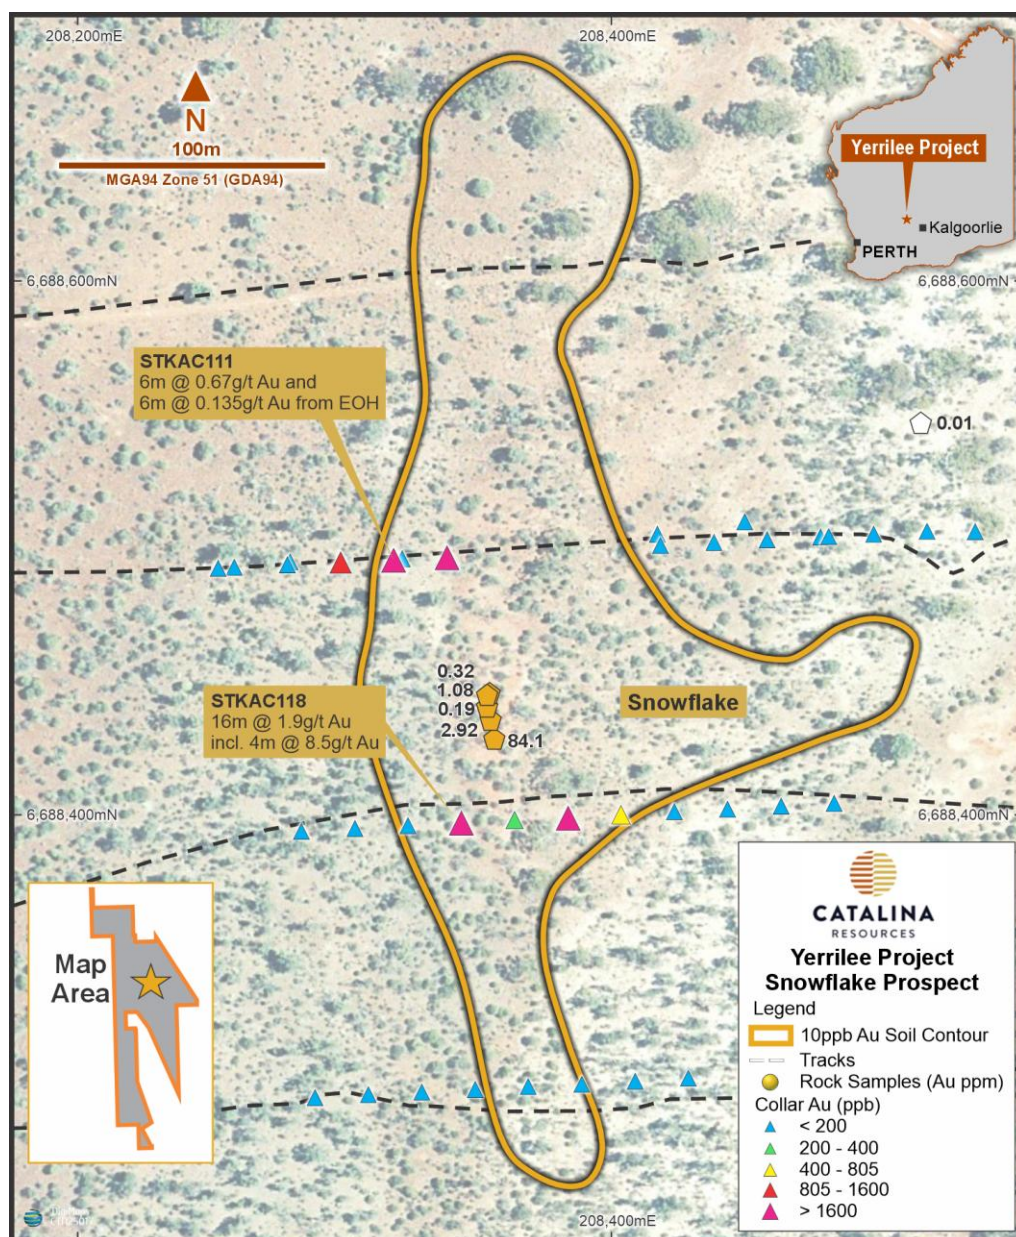 208,200mE
208,400mE
N
100m
MGA94 Zone 51 (GDA94)
Yerrilee Project
Kalgoorlie
PERTH
6,688,600mN
6,688,600mN
STKAC111
6m @ 0.67g/t Au and
6m @ 0.135g/t Au from EOH
0.01
0.32
1.08
0.19
2.92
84.1
Snowflake
STKAC118
16m @ 1.9g/t Au
incl. 4m @ 8.5g/t Au
6,688,400mN
6,688,400mN
Map
Area
CATALINA
RESOURCES
Yerrilee Project
Snowflake Prospect
Legend
10ppb Au Soil Contour
Tracks
Rock Samples (Au ppm)
Collar Au (ppb)
< 200
200 - 400
400 - 805
805 - 1600
> 1600
208,400mE